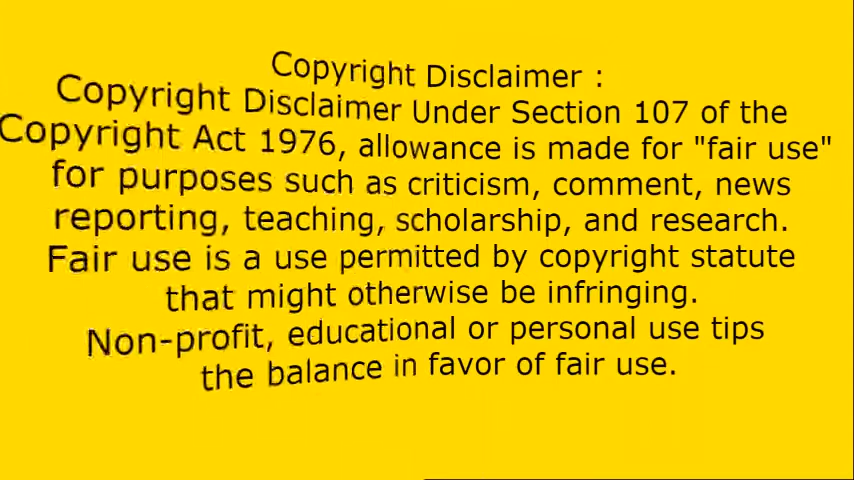 Copyright Disclaimer :
Copyright Disclaimer Under Section 107 of the
Copyright Act 1976, allowance is made for "fair use"
for purposes such as criticism, comment, news
reporting, teaching, scholarship, and research.
Fair use is a use permitted by copyright statute
that might otherwise be infringing.
Non-profit, educational or personal use tips
the balance in favor of fair use.